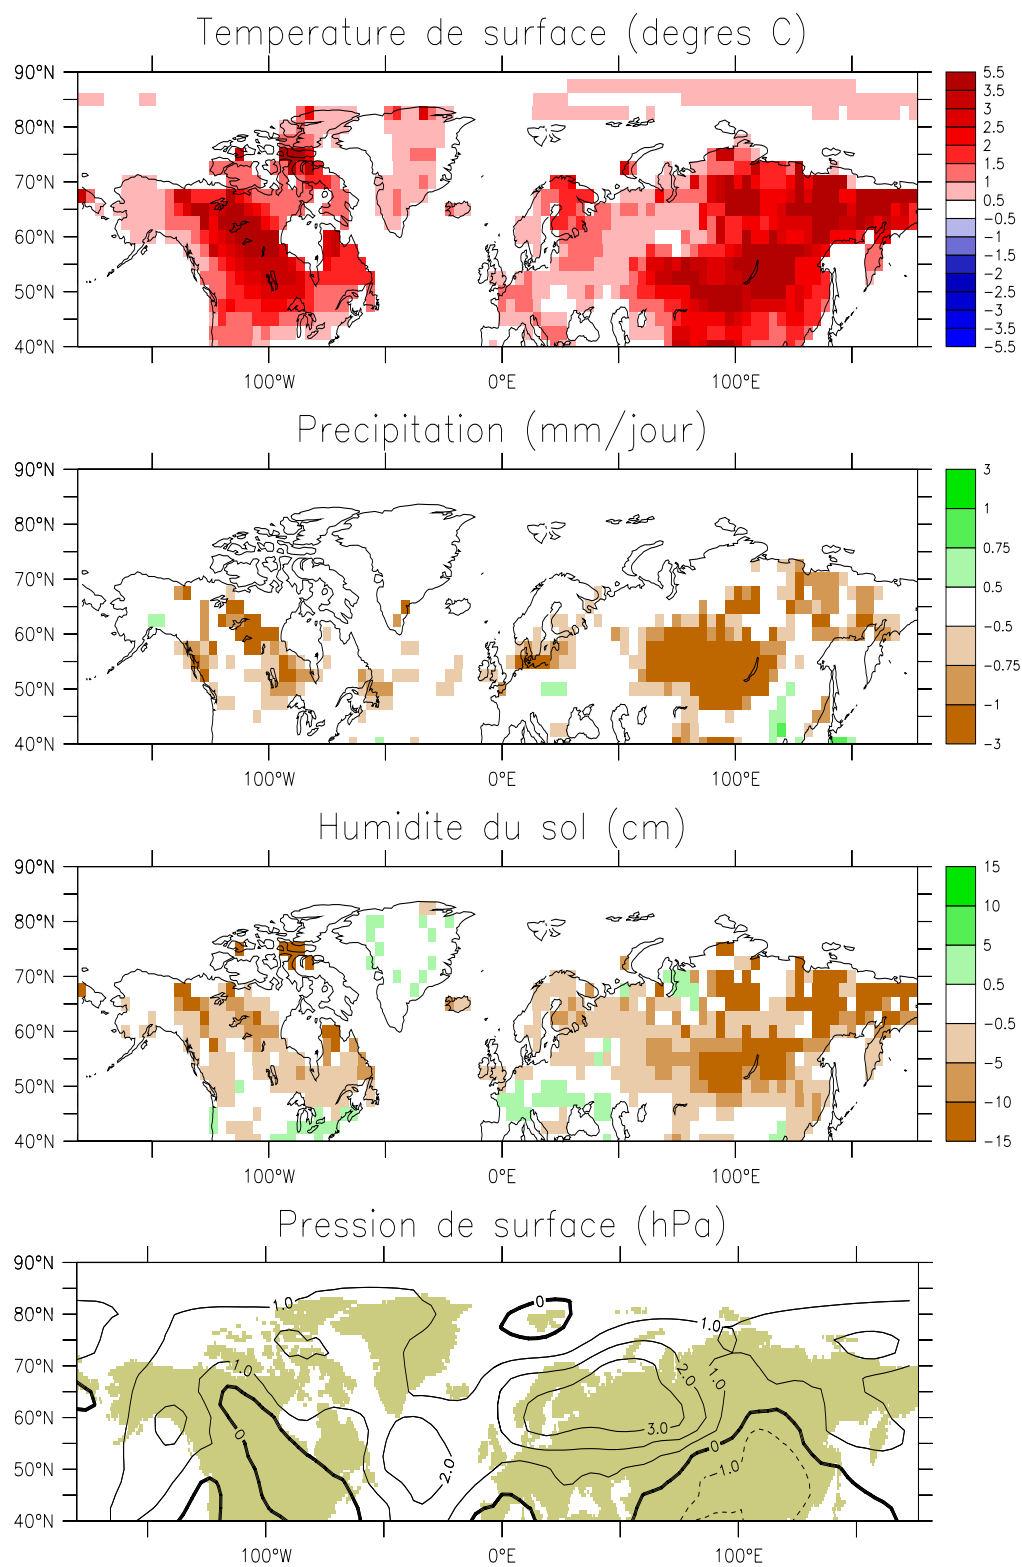 Temperature de surface (degres C)
90°N
80°N
70°N
60°N
50°N
40°N
100°W
0°E
100°E
5.5
3.5
3
2.5
2
1.5
1
0.5
−0.5
−1
−1.5
−2
−2.5
−3
−3.5
−5.5
Precipitation (mm/jour)
90°N
80°N
70°N
60°N
50°N
40°N
100°W
0°E
100°E
3
1
0.75
0.5
−0.5
−0.75
−1
−3
Humidite du sol (cm)
90°N
80°N
70°N
60°N
50°N
40°N
100°W
0°E
100°E
15
10
5
0.5
−0.5
−5
−10
−15
Pression de surface (hPa)
90°N
80°N
70°N
60°N
50°N
40°N
1.0
0
1.0
1.0
2.0
1.0
3.0
0
0
2.0
−1.0
100°W
0°E
100°E